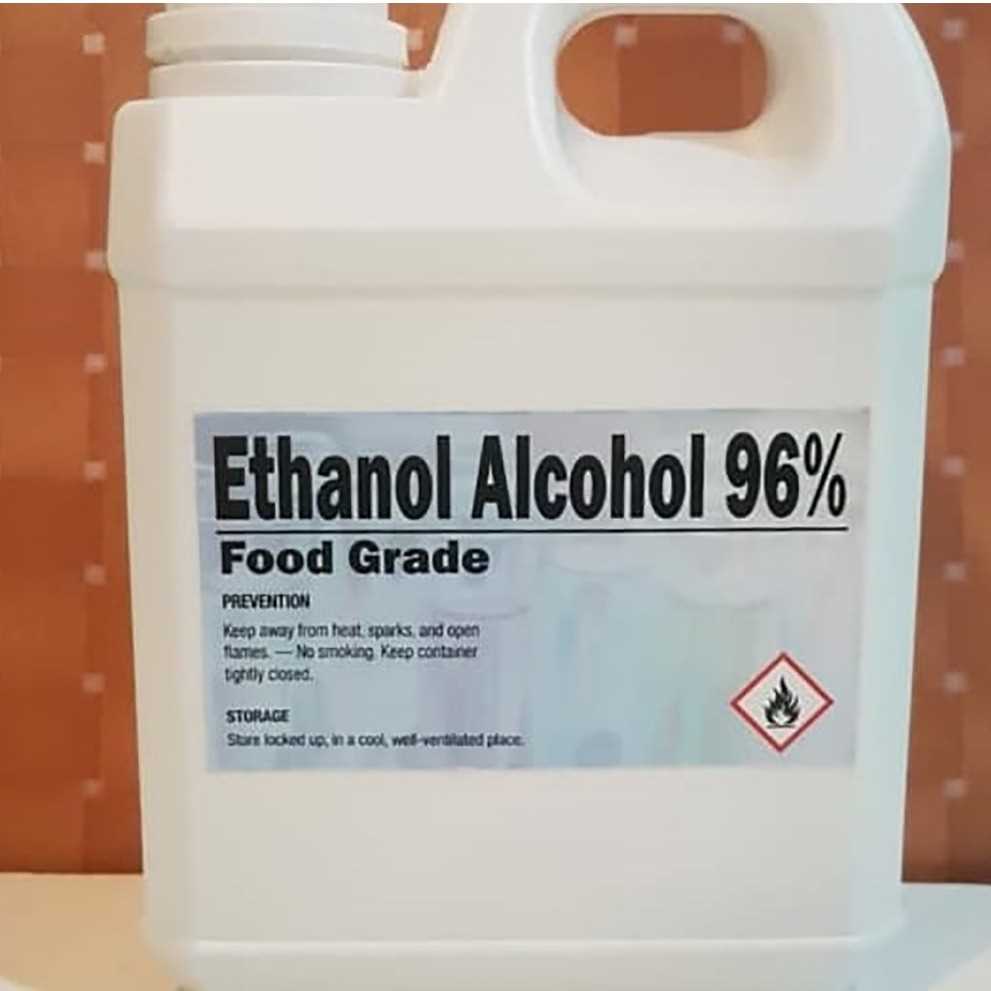 Ethanol Alcohol 96%
Food Grade
PREVENTION
Keep away from heat, sparks, and open
flames. — No smoking. Keep container
tightly closed.
STORAGE
Store locked up, in a cool, well-ventilated place.